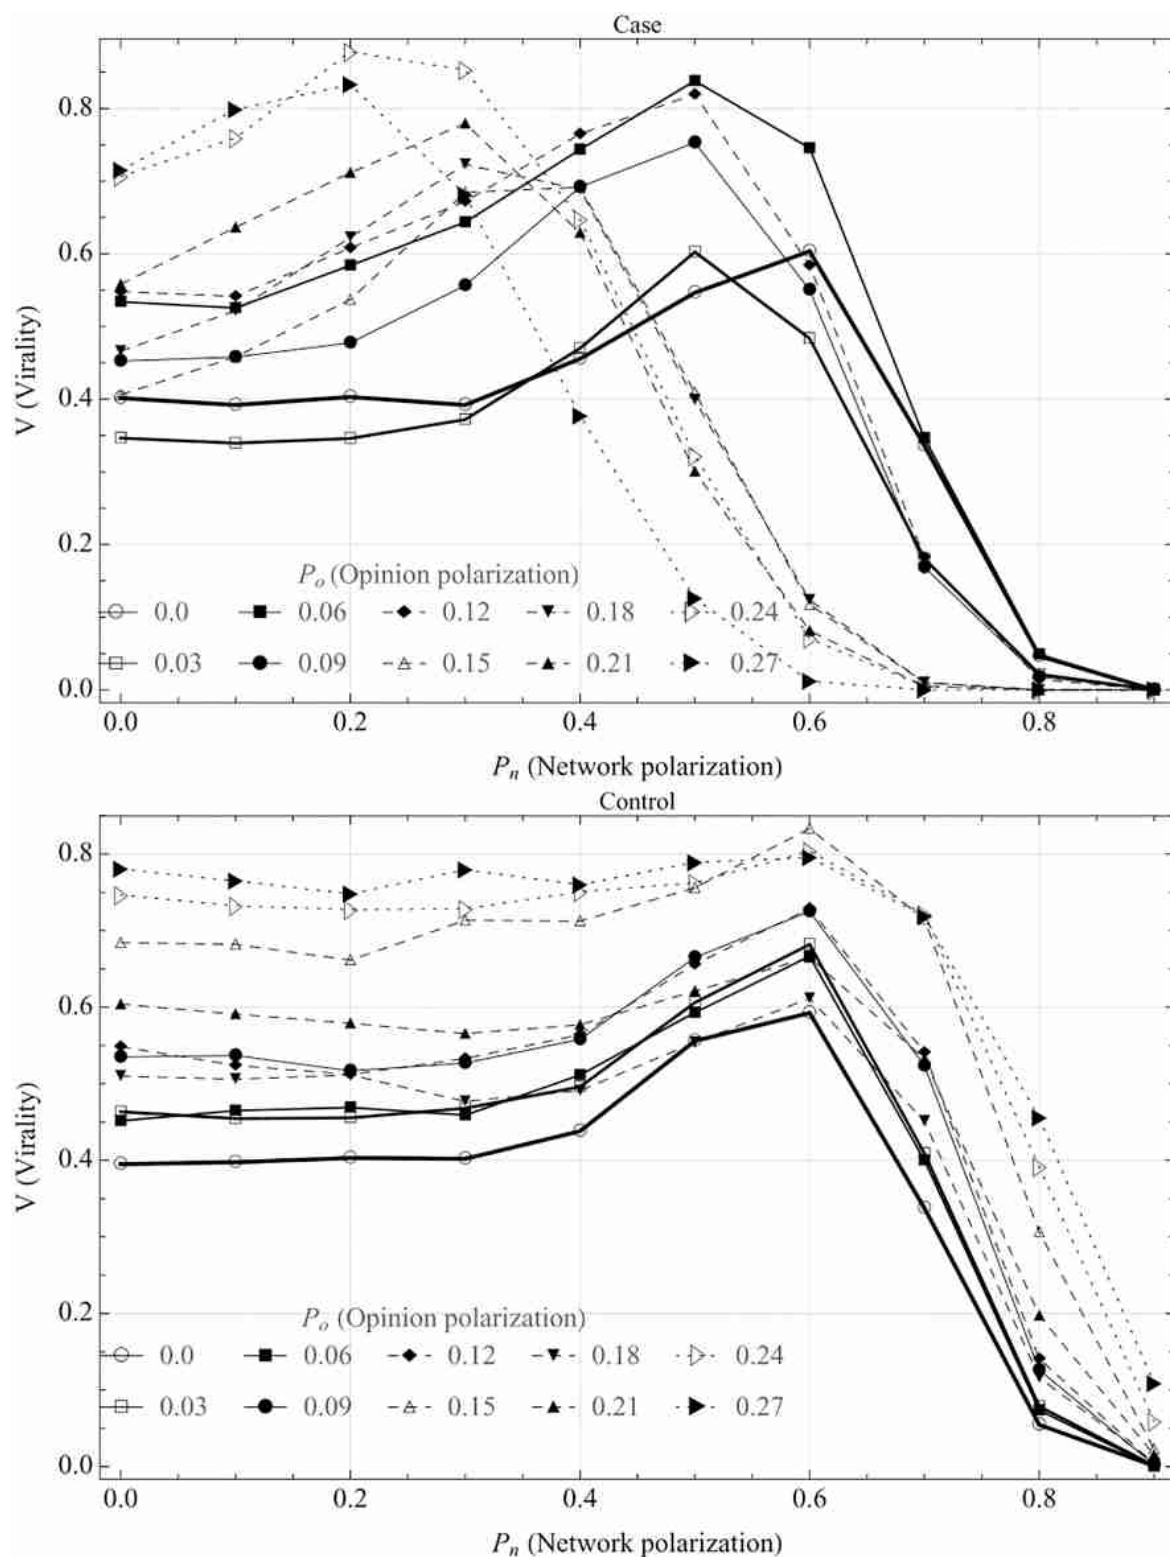 Case
0.8
0.6
0.4
0.2
0.0
V (Virality)
P_o (Opinion polarization)
0.0 0.06 0.12 0.18 0.24
0.03 0.09 0.15 0.21 0.27
0.0 0.2 0.4 0.6 0.8
P_n (Network polarization)
Control
0.8
0.6
0.4
0.2
0.0
V (Virality)
P_o (Opinion polarization)
0.0 0.06 0.12 0.18 0.24
0.03 0.09 0.15 0.21 0.27
0.0 0.2 0.4 0.6 0.8
P_n (Network polarization)